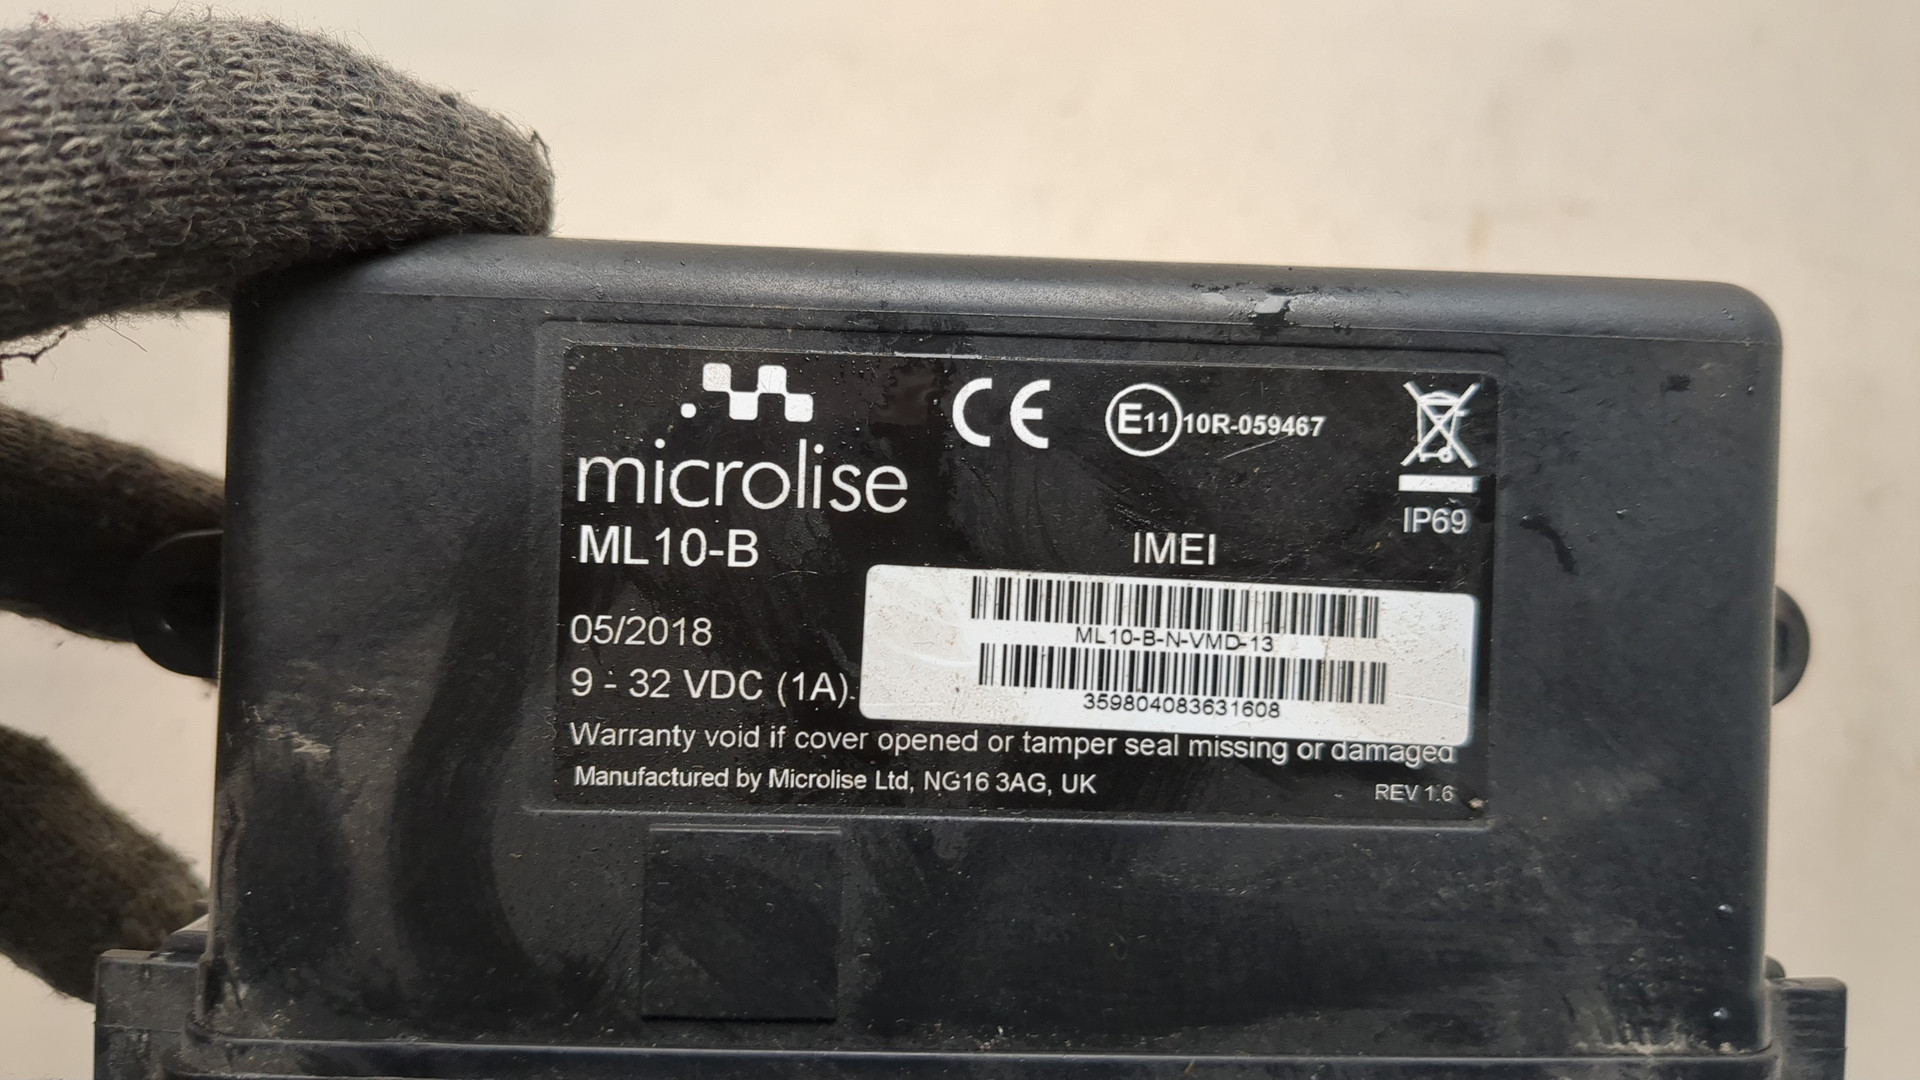 microlise
CE
E11 10R-059467
IP69
ML10-B
IMEI
05/2018
ML10-B-N-VMD-13
9 - 32 VDC (1A).
359804083631608
Warranty void if cover opened or tamper seal missing or damaged
Manufactured by Microlise Ltd, NG16 3AG, UK
REV 1.6